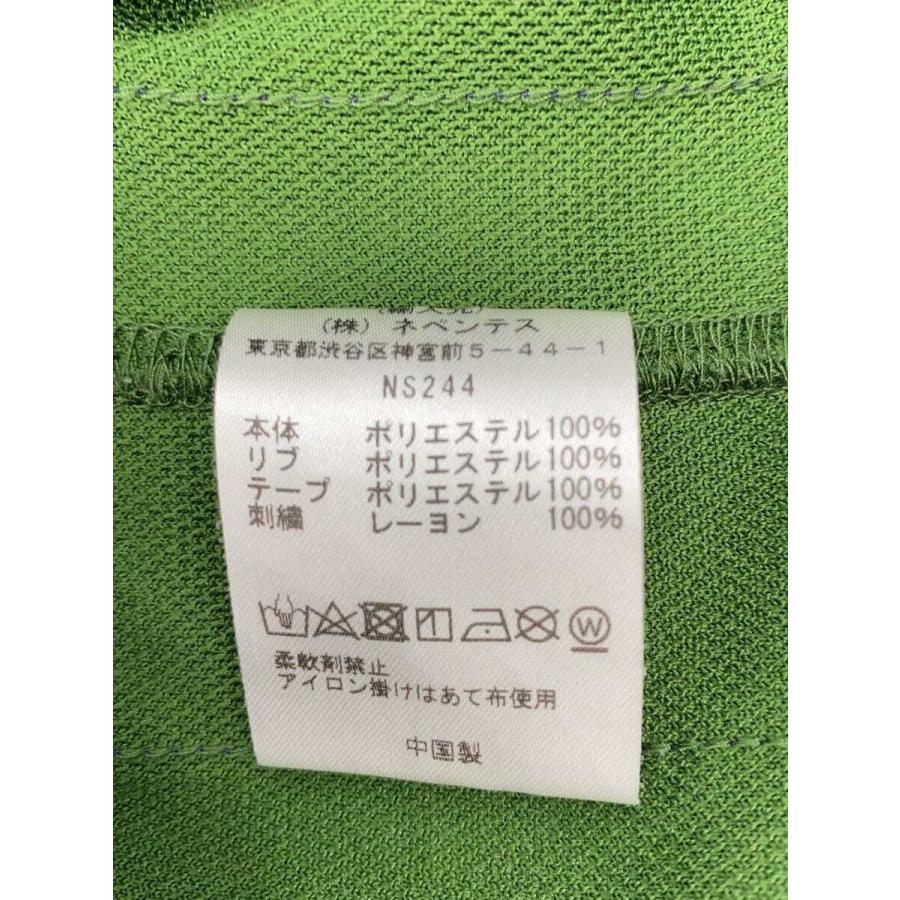 (輸入元)
(株) ネペンテス
東京都渋谷区神宮前5-44-1
NS244
本体 ポリエステル100%
リブ ポリエステル100%
テープ ポリエステル100%
刺繍 レーヨン 100%
W
柔軟剤禁止
アイロン掛けはあて布使用
中国製